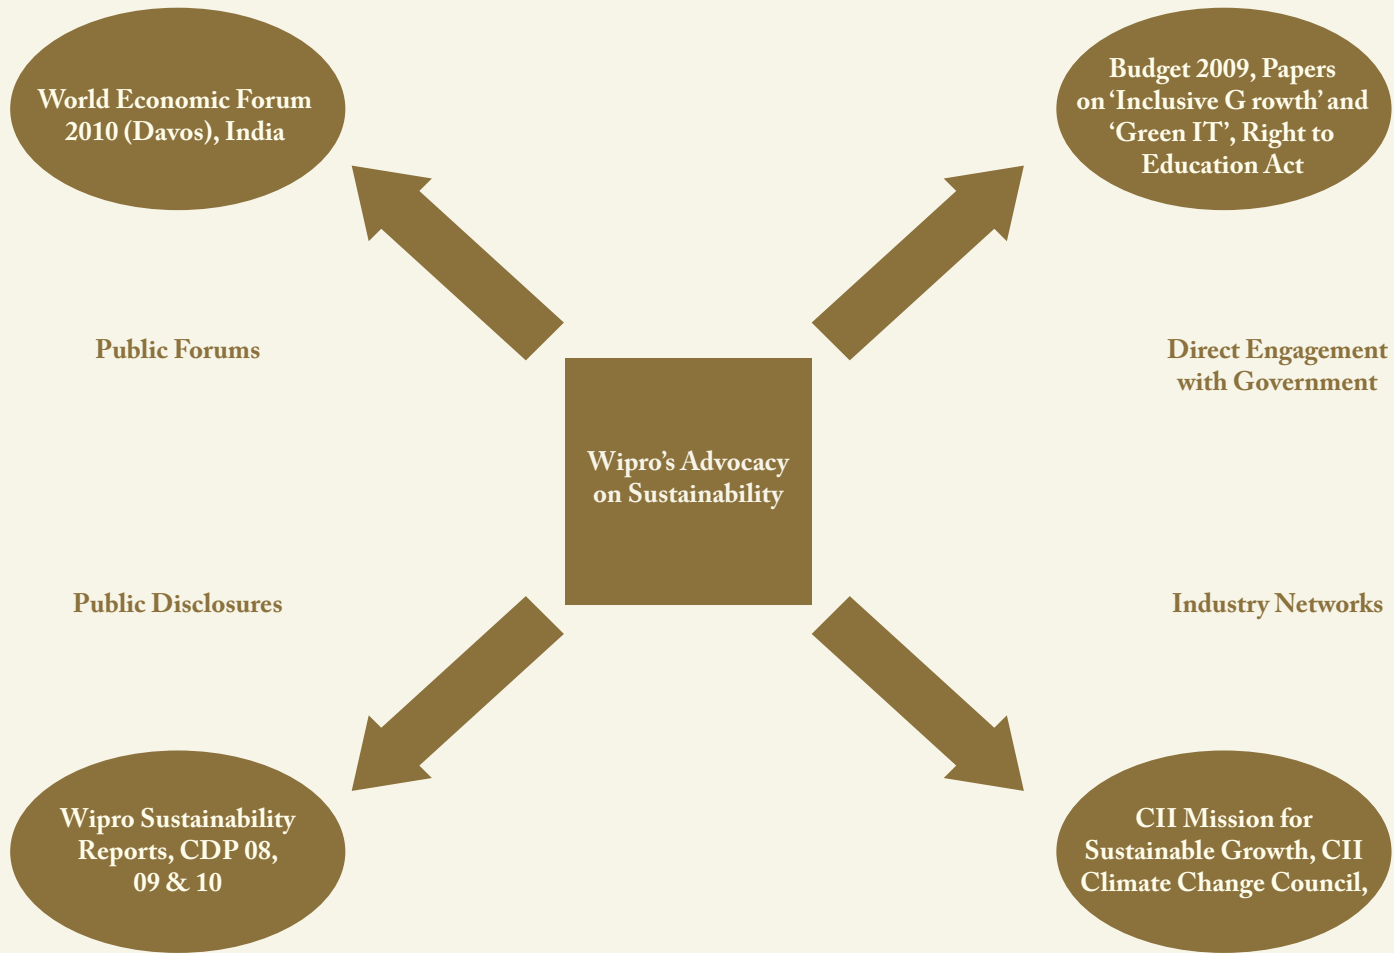 World Economic Forum
2010 (Davos), India
Budget 2009, Papers
on ‘Inclusive G rowth’ and
‘Green IT’, Right to
Education Act
Public Forums
Direct Engagement
with Government
Wipro’s Advocacy
on Sustainability
Public Disclosures
Industry Networks
Wipro Sustainability
Reports, CDP 08,
09 & 10
CII Mission for
Sustainable Growth, CII
Climate Change Council,